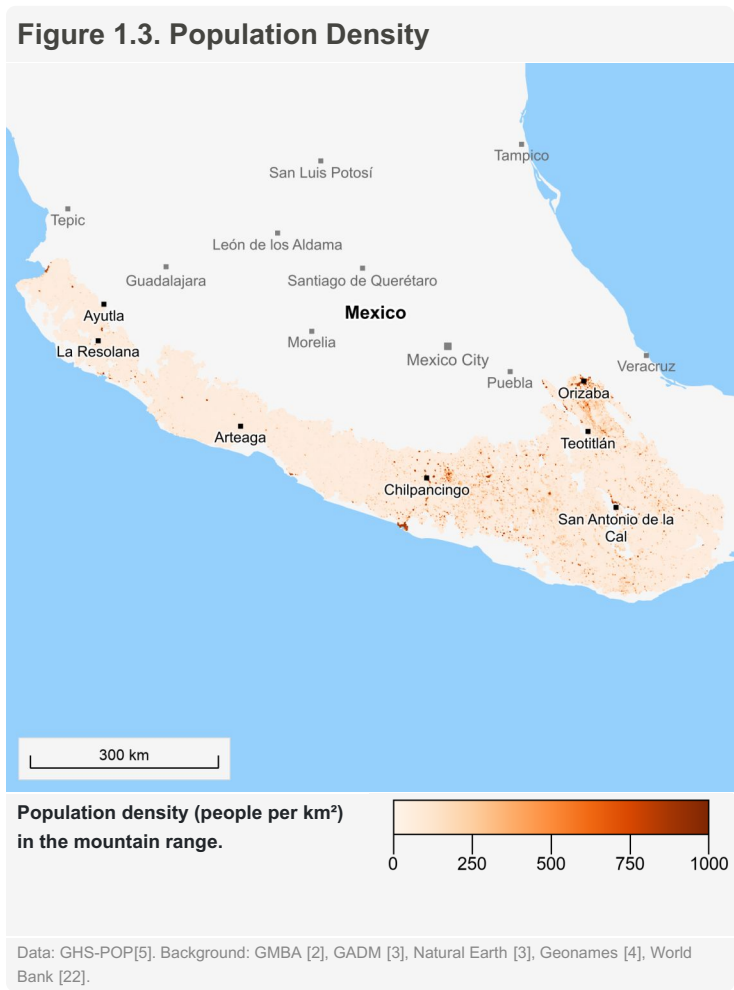 Figure 1.3. Population Density
Tampico
San Luis Potosí
Tepic
León de los Aldama
Guadalajara
Santiago de Querétaro
Ayutla
Mexico
Morelia
La Resolana
Mexico City
Veracruz
Puebla
Orizaba
Arteaga
Teotitlán
Chilpancingo
San Antonio de la
Cal
300 km
Population density (people per km²)
in the mountain range.
0 250 500 750 1000
Data: GHS-POP[5]. Background: GMBA [2], GADM [3], Natural Earth [3], Geonames [4], World
Bank [22].